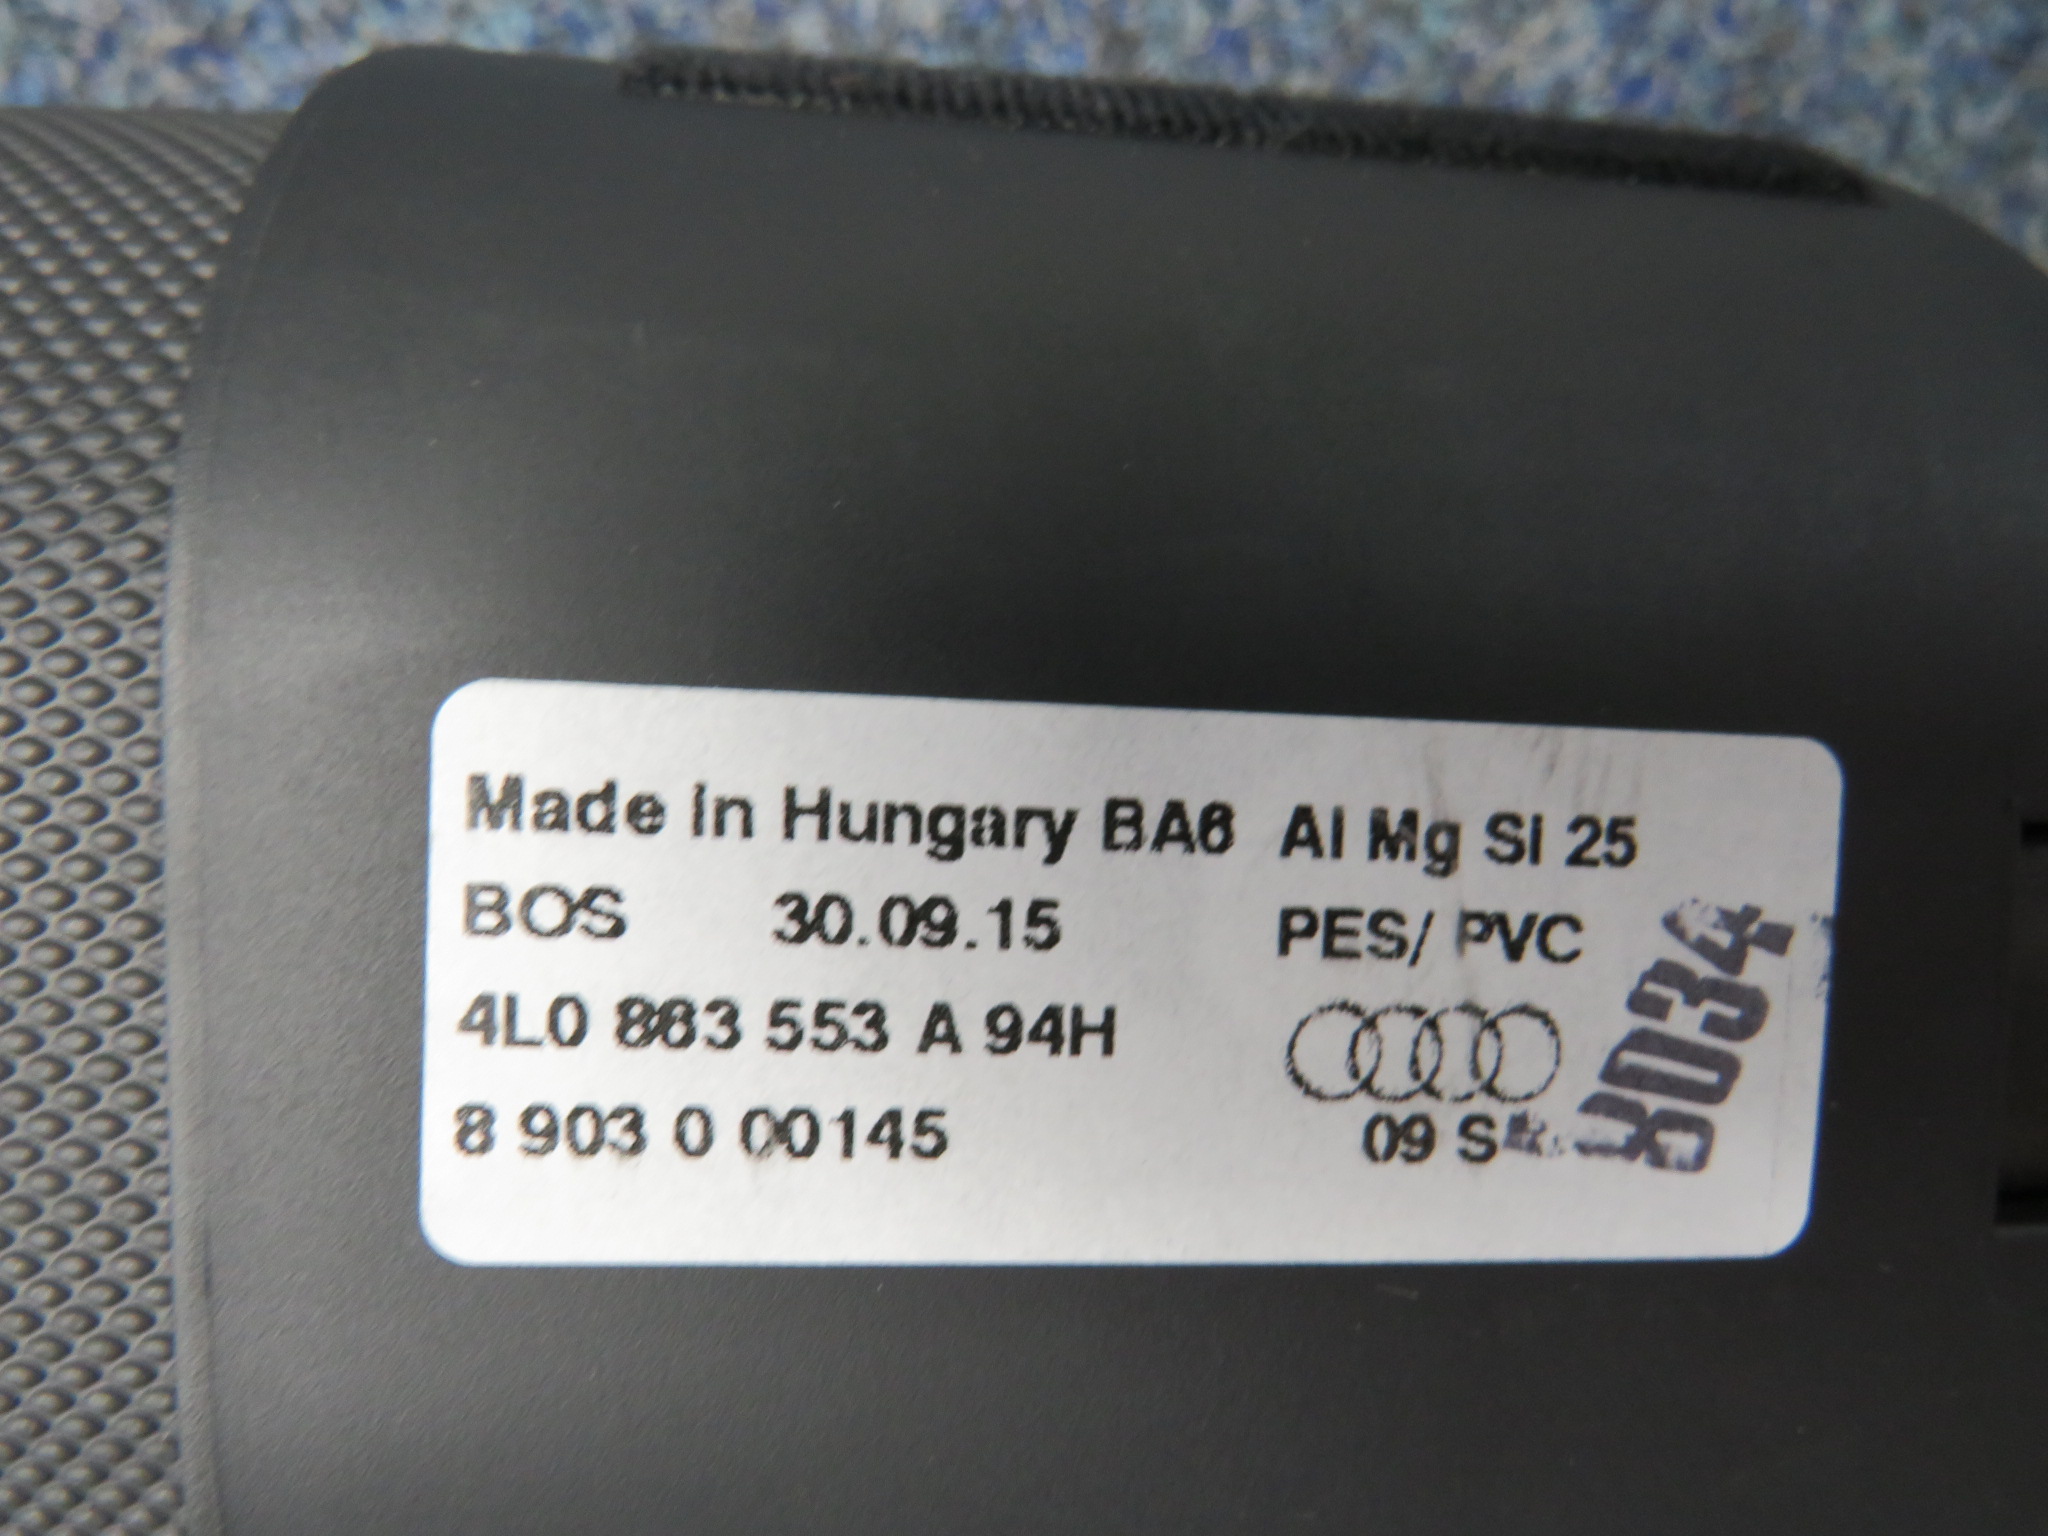 Made in Hungary BA6 Al Mg Si 25
BOS 30.09.15 PES/ PVC
4L0 863 553 A 94H
8 903 0 00145
09 S
8034